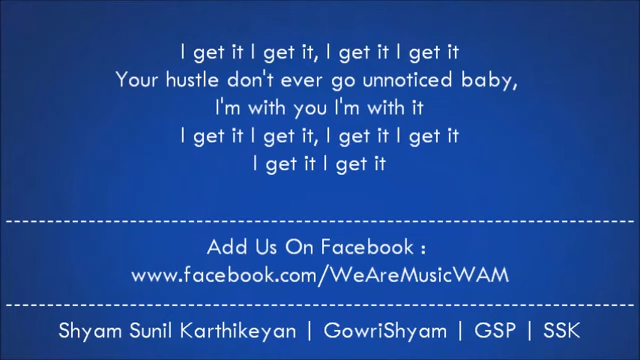 I get it I get it, I get it I get it
Your hustle don't ever go unnoticed baby,
I'm with you I'm with it
I get it I get it, I get it I get it
I get it I get it
Add Us On Facebook :
www.facebook.com/WeAreMusicWAM
Shyam Sunil Karthikeyan | GowriShyam | GSP | SSK